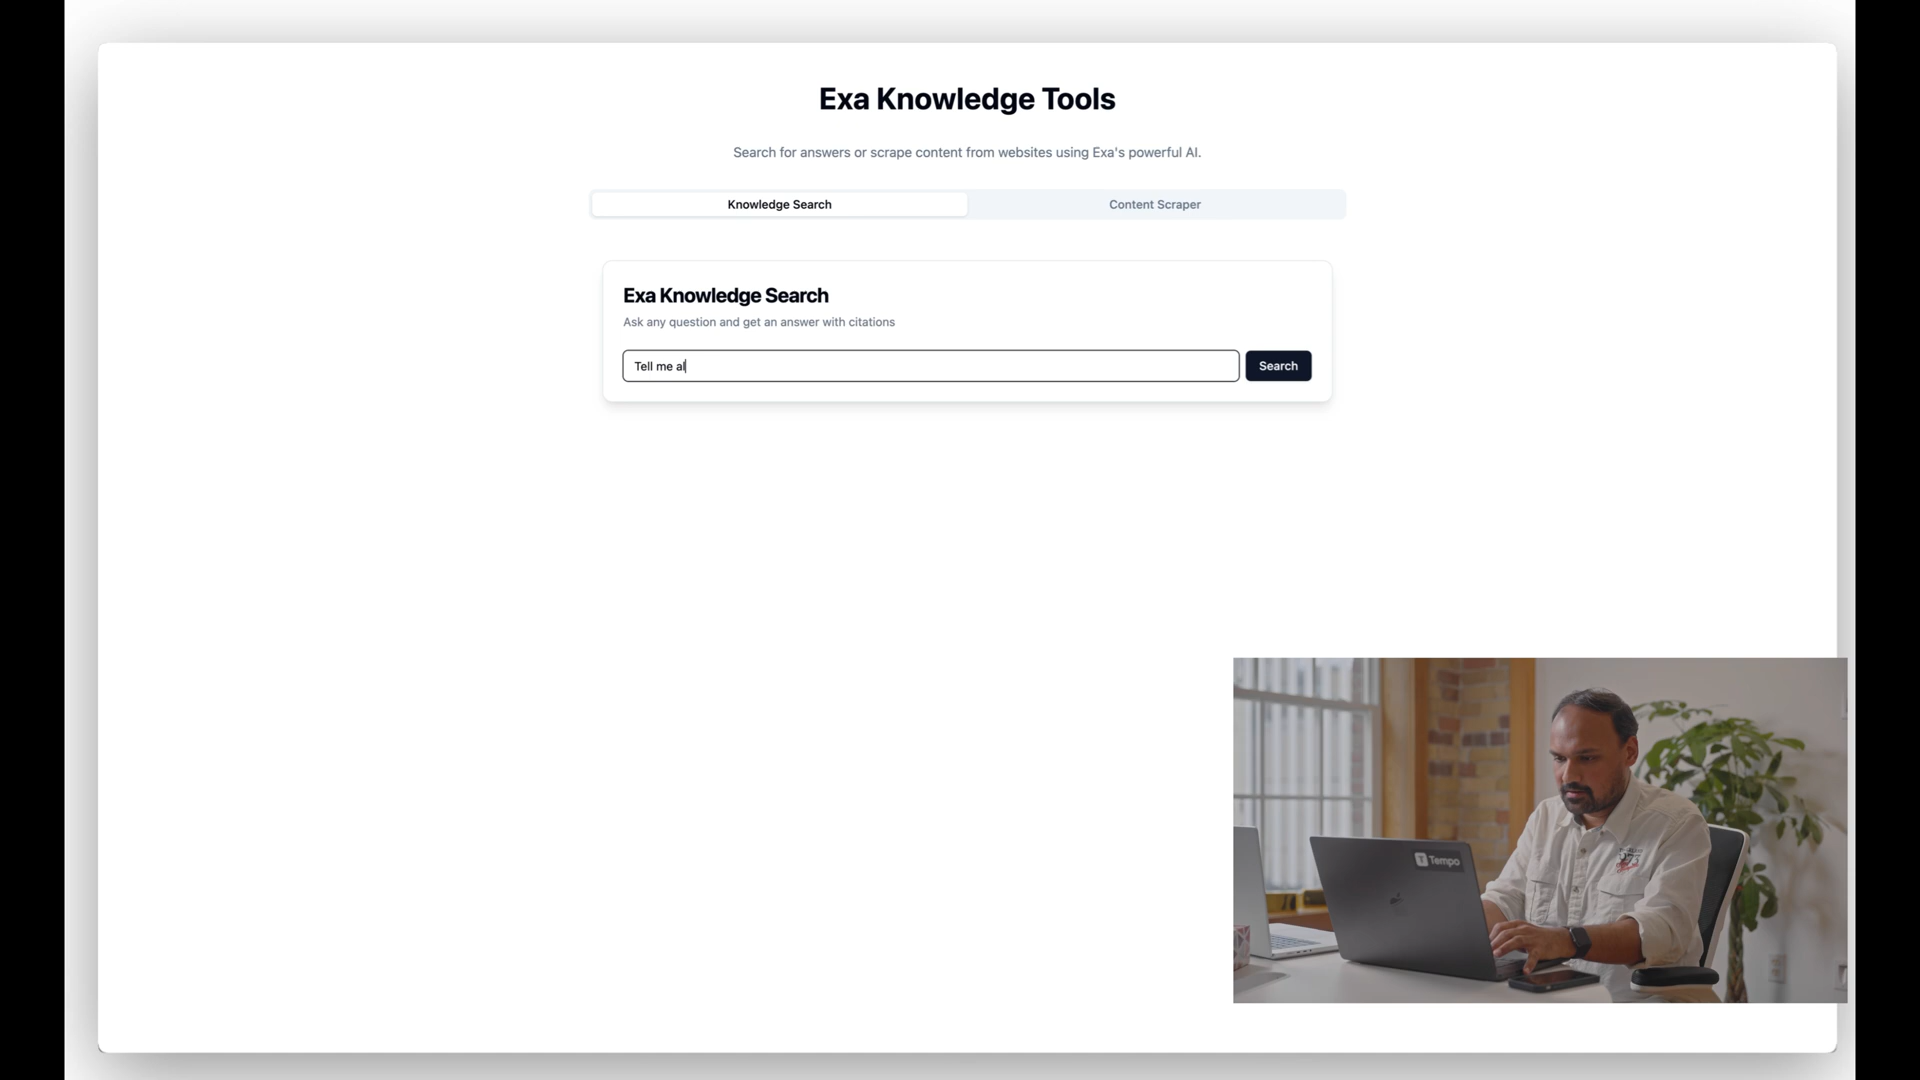 Exa Knowledge Tools
Search for answers or scrape content from websites using Exa's powerful AI.
Knowledge Search
Content Scraper
Exa Knowledge Search
Ask any question and get an answer with citations
Tell me al
Search
Tempo